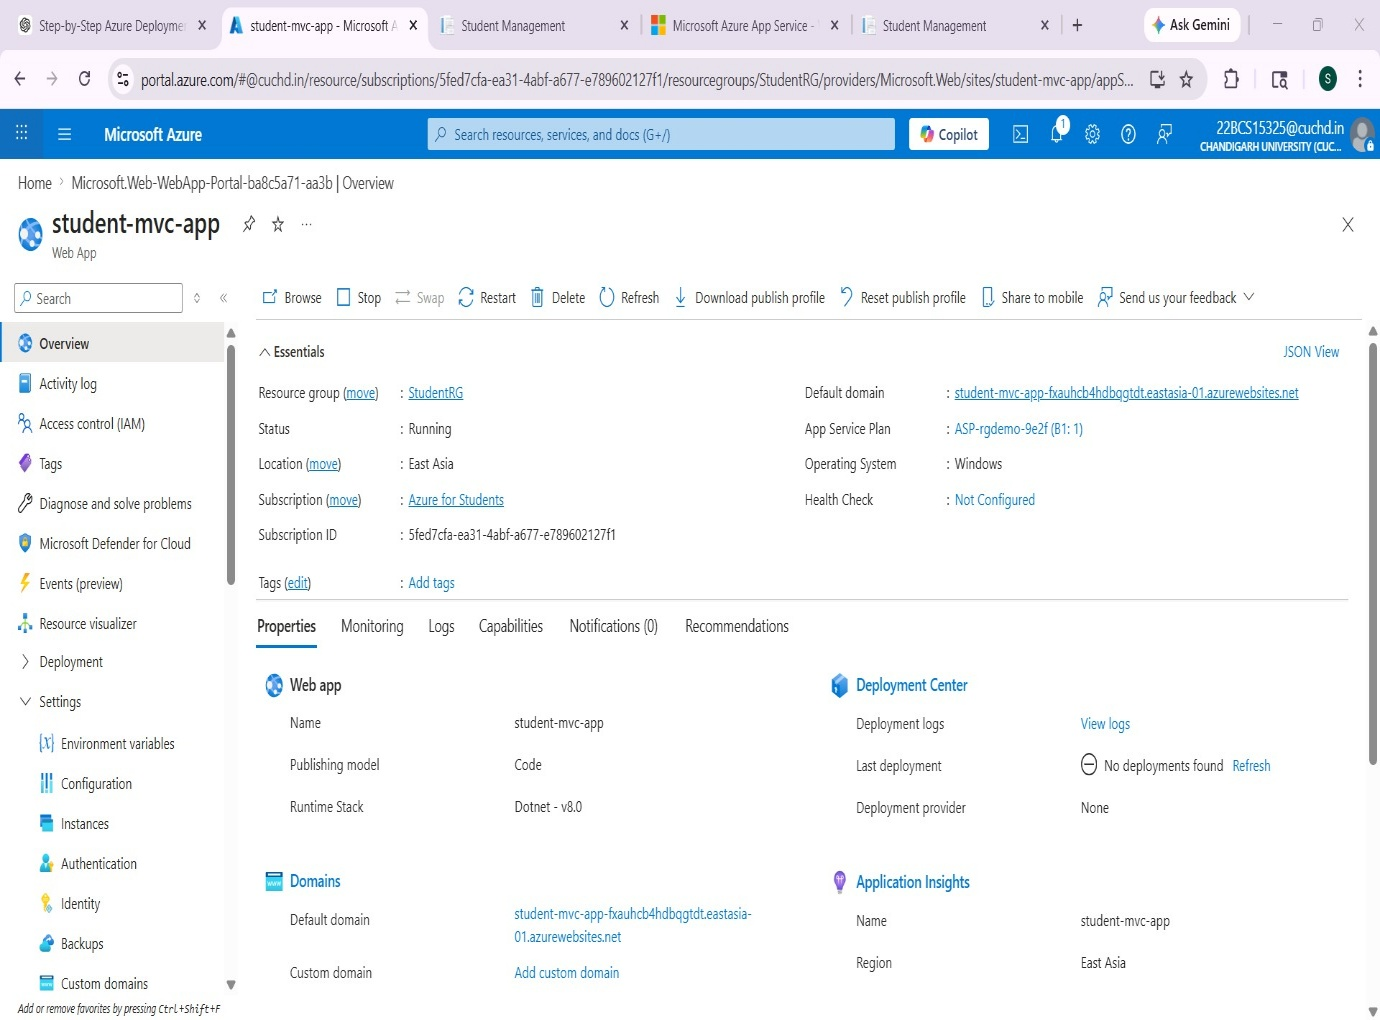 Step-by-Step Azure Deployme
student-mvc-app - Microsoft A
Student Management
Microsoft Azure App Service -
Student Management
Ask Gemini
portal.azure.com/#@cuchd.in/resource/subscriptions/5fed7cfa-ea31-4abf-a677-e789602127f1/resourcegroups/StudentRG/providers/Microsoft.Web/sites/student-mvc-app/appS...
S
Microsoft Azure
Search resources, services, and docs (G+/)
Copilot
1
22BCS15325@cuchd.in
CHANDIGARH UNIVERSITY (CUC...
Home > Microsoft.Web-WebApp-Portal-ba8c5a71-aa3b | Overview
student-mvc-app
Web App
Search
Browse Stop Swap Restart Delete Refresh Download publish profile Reset publish profile Share to mobile Send us your feedback
Overview
Activity log
Access control (IAM)
Tags
Diagnose and solve problems
Microsoft Defender for Cloud
Events (preview)
Resource visualizer
Deployment
Settings
Environment variables
Configuration
Instances
Authentication
Identity
Backups
Custom domains
Add or remove favorites by pressing Ctrl+Shift+F
Essentials
JSON View
Resource group (move) : StudentRG
Status : Running
Location (move) : East Asia
Subscription (move) : Azure for Students
Subscription ID : 5fed7cfa-ea31-4abf-a677-e789602127f1
Tags (edit) : Add tags
Default domain : student-mvc-app-fxauhcb4hdbqgtdt.eastasia-01.azurewebsites.net
App Service Plan : ASP-rgdemo-9e2f (B1: 1)
Operating System : Windows
Health Check : Not Configured
Properties Monitoring Logs Capabilities Notifications (0) Recommendations
Web app
Name student-mvc-app
Publishing model Code
Runtime Stack Dotnet - v8.0
Domains
Default domain student-mvc-app-fxauhcb4hdbqgtdt.eastasia-
01.azurewebsites.net
Custom domain Add custom domain
Deployment Center
Deployment logs View logs
Last deployment No deployments found Refresh
Deployment provider None
Application Insights
Name student-mvc-app
Region East Asia